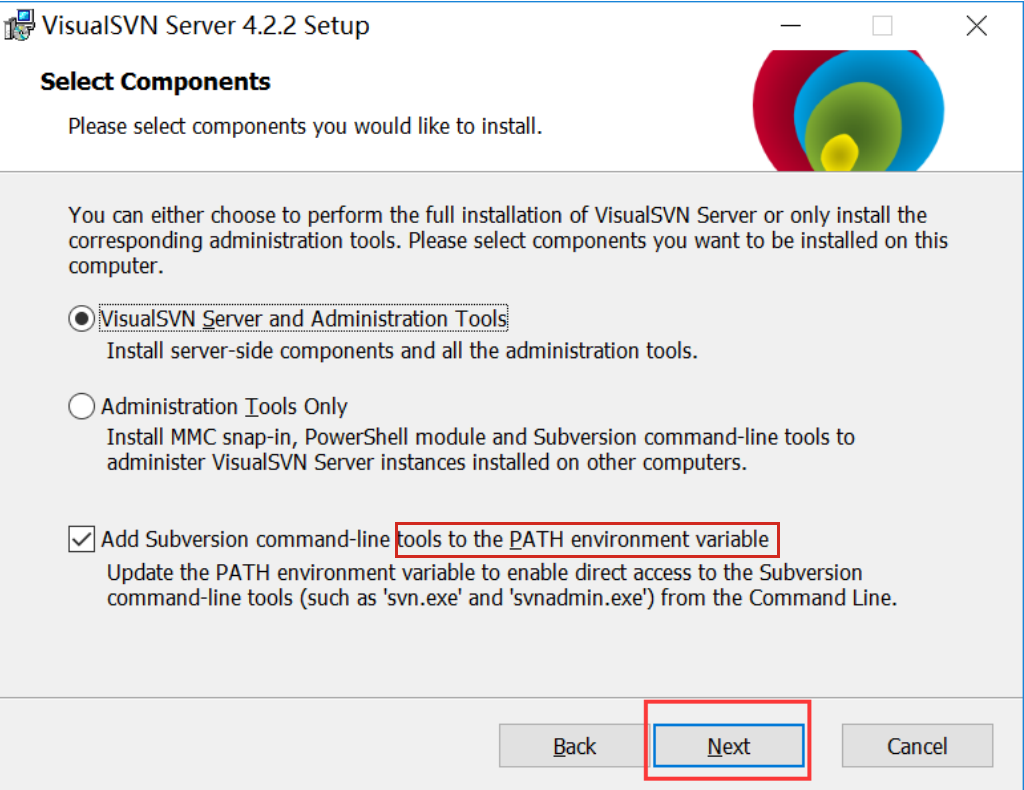 VisualSVN Server 4.2.2 Setup
Select Components
Please select components you would like to install.
You can either choose to perform the full installation of VisualSVN Server or only install the
corresponding administration tools. Please select components you want to be installed on this
computer.
VisualSVN Server and Administration Tools
Install server-side components and all the administration tools.
Administration Tools Only
Install MMC snap-in, PowerShell module and Subversion command-line tools to
administer VisualSVN Server instances installed on other computers.
Add Subversion command-line tools to the PATH environment variable
Update the PATH environment variable to enable direct access to the Subversion
command-line tools (such as 'svn.exe' and 'svnadmin.exe') from the Command Line.
Back
Next
Cancel